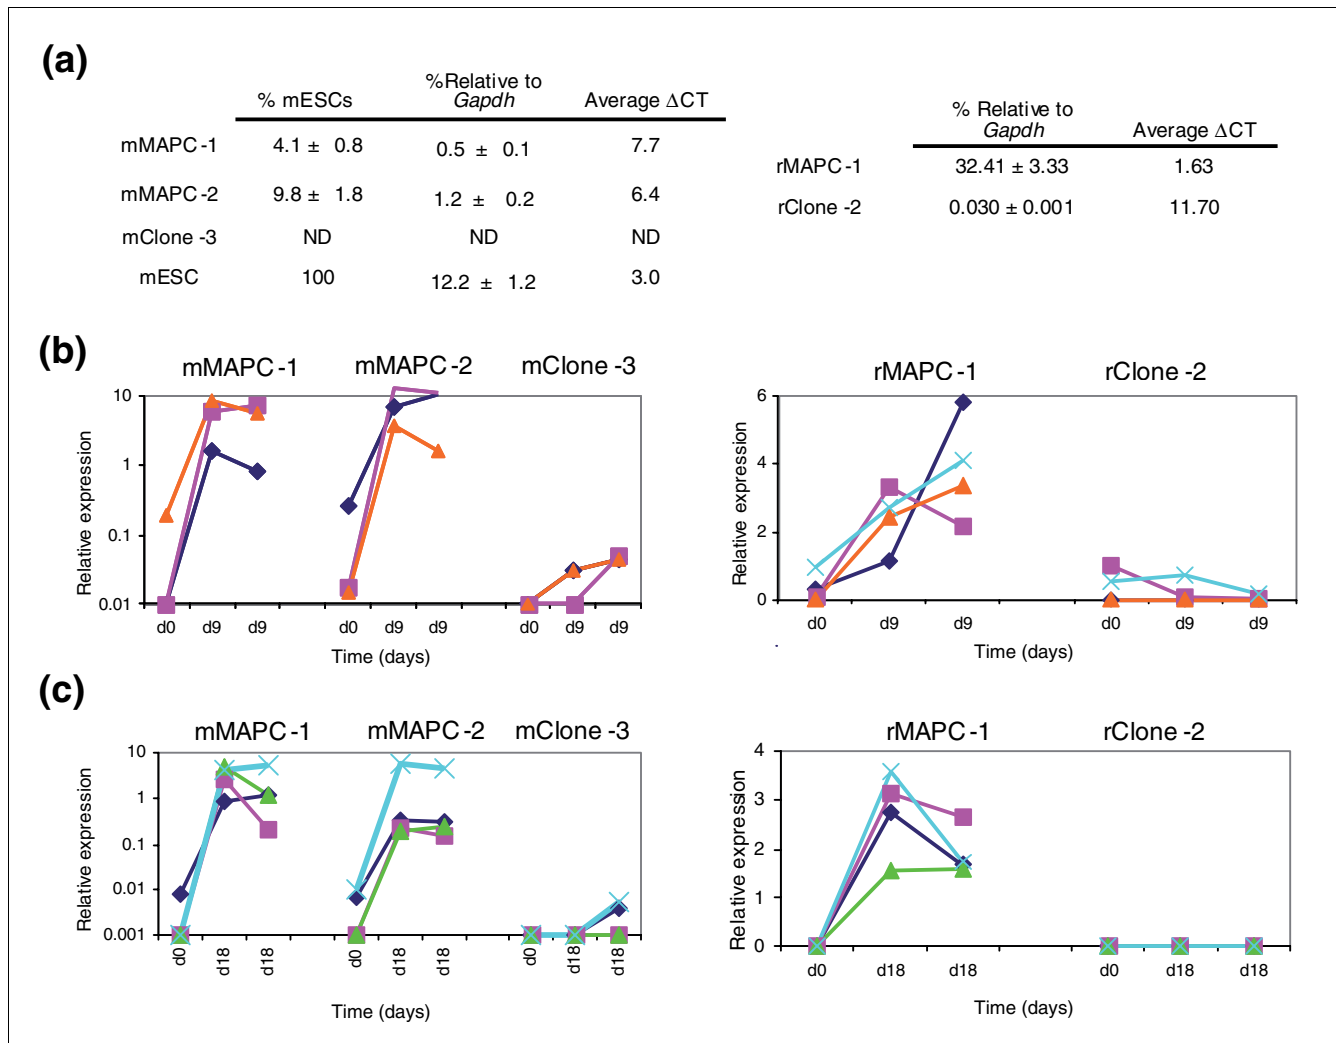 (a)
% mESCs
%Relative to
Gapdh
Average ΔCT
mMAPC-1 4.1 ± 0.8 0.5 ± 0.1 7.7
mMAPC-2 9.8 ± 1.8 1.2 ± 0.2 6.4
mClone-3 ND ND ND
mESC 100 12.2 ± 1.2 3.0
% Relative to
Gapdh
Average ΔCT
rMAPC-1 32.41 ± 3.33 1.63
rClone-2 0.030 ± 0.001 11.70
(b)
mMAPC-1 mMAPC-2 mClone-3
Relative expression
10
1
0.1
0.01
d0 d9 d9 d0 d9 d9 d0 d9 d9
Time (days)
rMAPC-1 rClone-2
Relative expression
6
4
2
0
d0 d9 d9 d0 d9 d9
Time (days)
(c)
mMAPC-1 mMAPC-2 mClone-3
Relative expression
10
1
0.1
0.01
0.001
d0 d18 d18 d0 d18 d18 d0 d18 d18
Time (days)
rMAPC-1 rClone-2
Relative expression
4
3
2
1
0
d0 d18 d18 d0 d18 d18
Time (days)